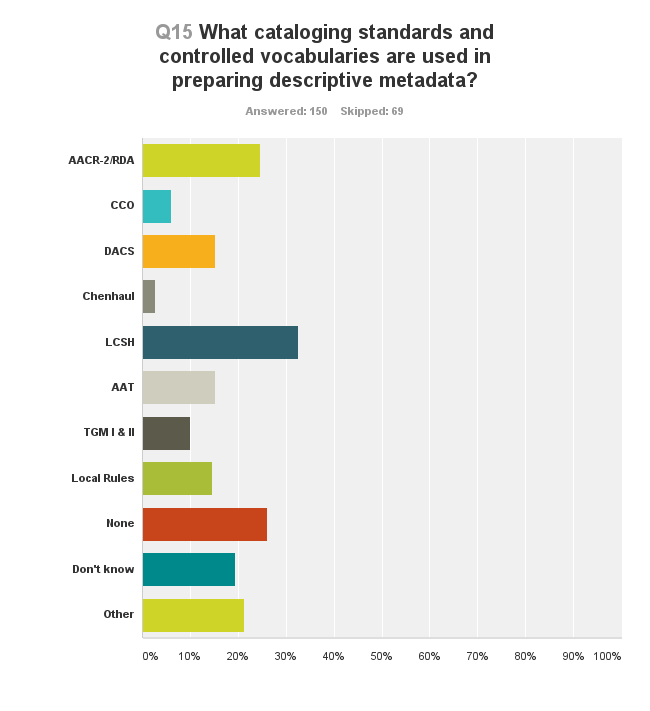 Q15 What cataloging standards and
controlled vocabularies are used in
preparing descriptive metadata?
Answered: 150 Skipped: 69
AACR-2/RDA
CCO
DACS
Chenhaul
LCSH
AAT
TGM I & II
Local Rules
None
Don't know
Other
0% 10% 20% 30% 40% 50% 60% 70% 80% 90% 100%